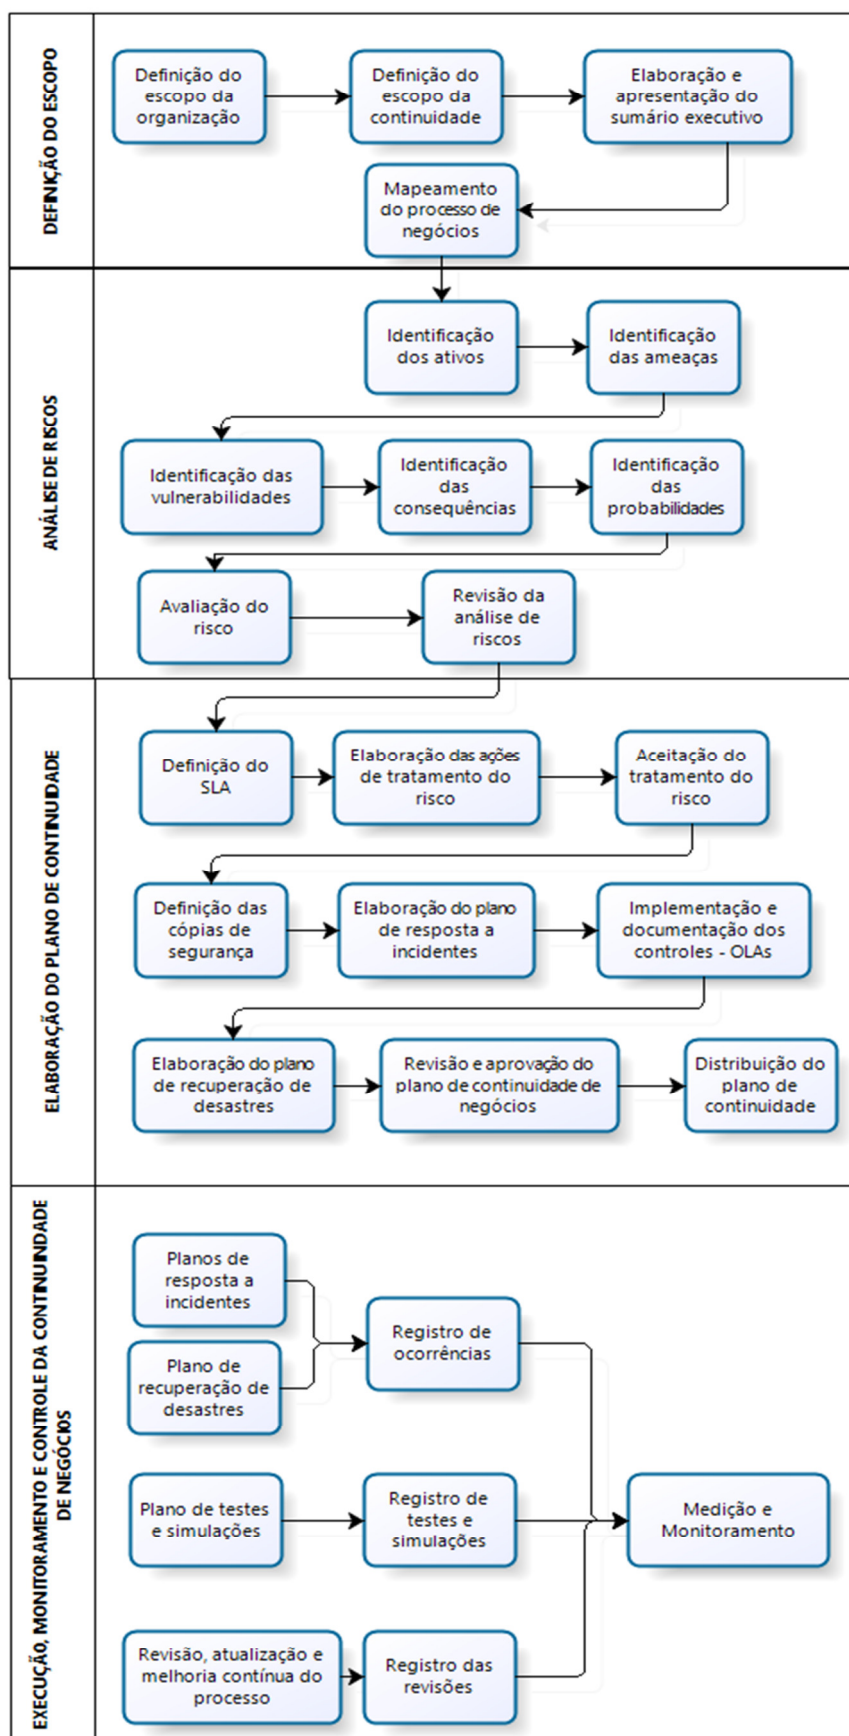 DEFINIÇÃO DO ESCOPO
Definição do
escopo da
organização
Definição do
escopo da
continuidade
Elaboração e
apresentação do
sumário executivo
Mapeamento
do processo de
negócios
ANÁLISE DE RISCOS
Identificação
dos ativos
Identificação
das ameaças
Identificação das
vulnerabilidades
Identificação
das
consequências
Identificação
das
probabilidades
Avaliação do
risco
Revisão da
análise de
riscos
ELABORAÇÃO DO PLANO DE CONTINUIDADE
Definição do
SLA
Elaboração das ações
de tratamento do
risco
Aceitação do
tratamento do
risco
Definição das
cópias de
segurança
Elaboração do plano
de resposta a
incidentes
Implementação e
documentação dos
controles - OLAs
Elaboração do plano
de recuperação de
desastres
Revisão e aprovação do
plano de continuidade de
negócios
Distribuição do
plano de
continuidade
EXECUÇÃO, MONITORAMENTO E CONTROLE DA CONTINUINDADE
DE NEGÓCIOS
Planos de
resposta a
incidentes
Plano de
recuperação de
desastres
Registro de
ocorrências
Plano de testes
e simulações
Registro de
testes e
simulações
Medição e
Monitoramento
Revisão, atualização e
melhoria contínua do
processo
Registro das
revisões